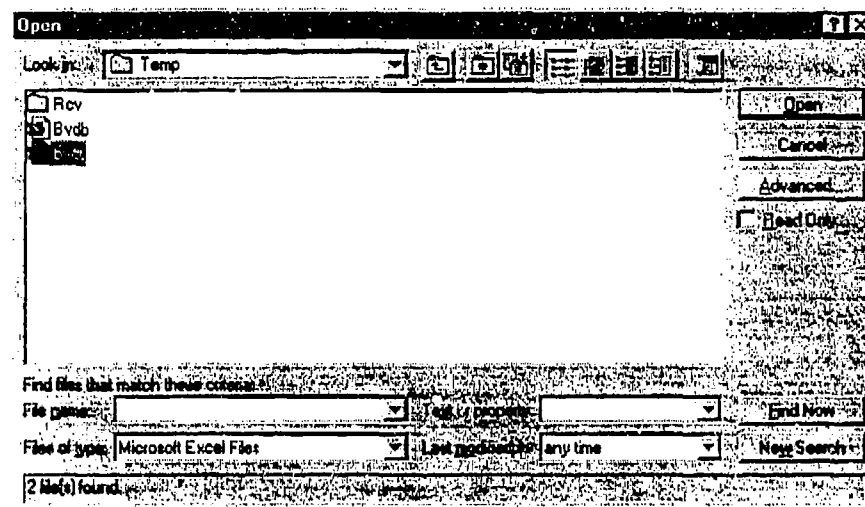 Open
Look in: Temp
Rcv
Bvdb
Open
Cancel
Advanced...
Read Only
Find files that match these criteria:
File name: Text or property:
Find Now
Files of type: Microsoft Excel Files Last modified: any time
New Search
2 file(s) found.